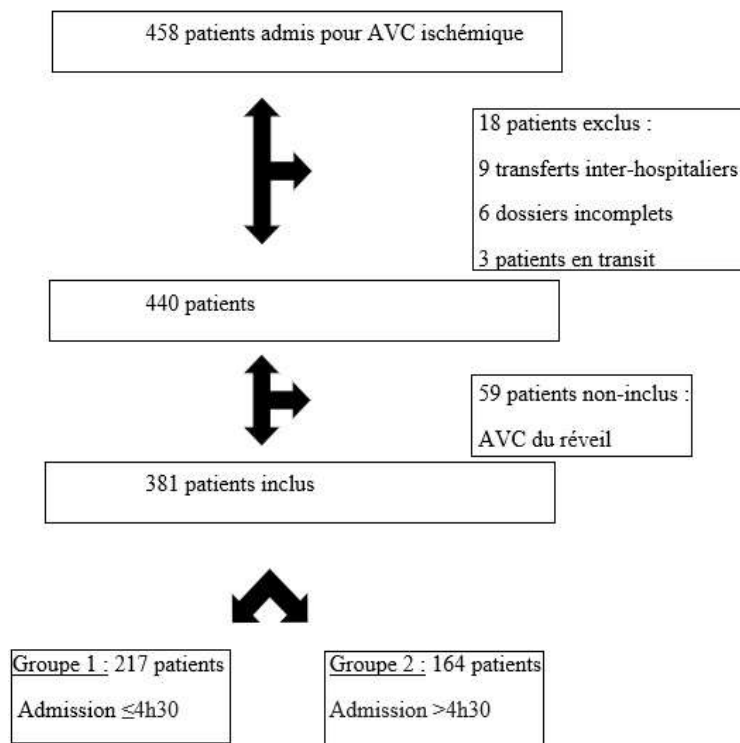 458 patients admis pour AVC ischémique
18 patients exclus :
9 transferts inter-hospitaliers
6 dossiers incomplets
3 patients en transit
440 patients
59 patients non-inclus :
AVC du réveil
381 patients inclus
Groupe 1 : 217 patients
Admission ≤4h30
Groupe 2 : 164 patients
Admission >4h30